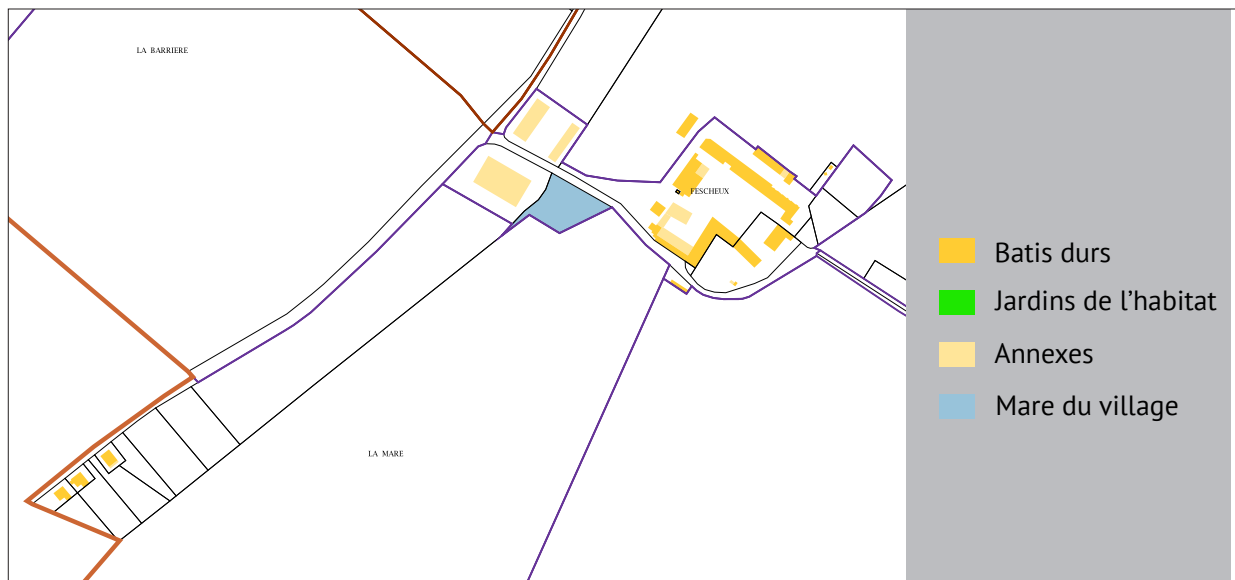 LA BARRIERE
FESCHEUX
LA MARE
Batis durs
Jardins de l'habitat
Annexes
Mare du village